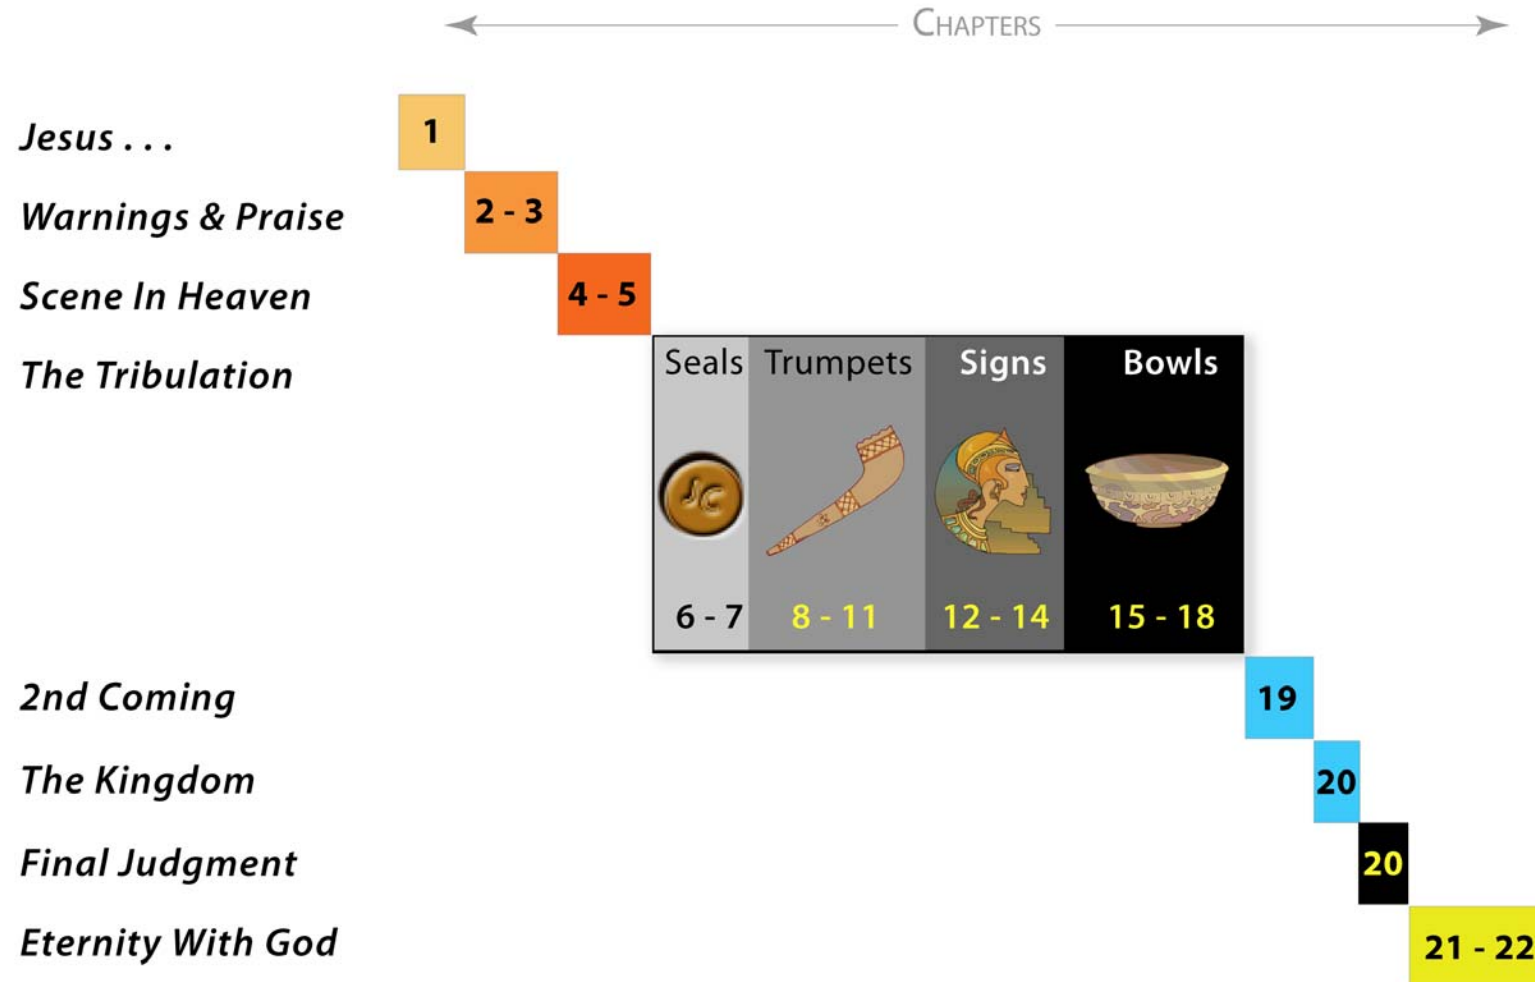 CHAPTERS
Jesus . . . 1
Warnings & Praise 2 - 3
Scene In Heaven 4 - 5
The Tribulation Seals Trumpets Signs Bowls
JC
6 - 7 8 - 11 12 - 14 15 - 18
2nd Coming 19
The Kingdom 20
Final Judgment 20
Eternity With God 21 - 22